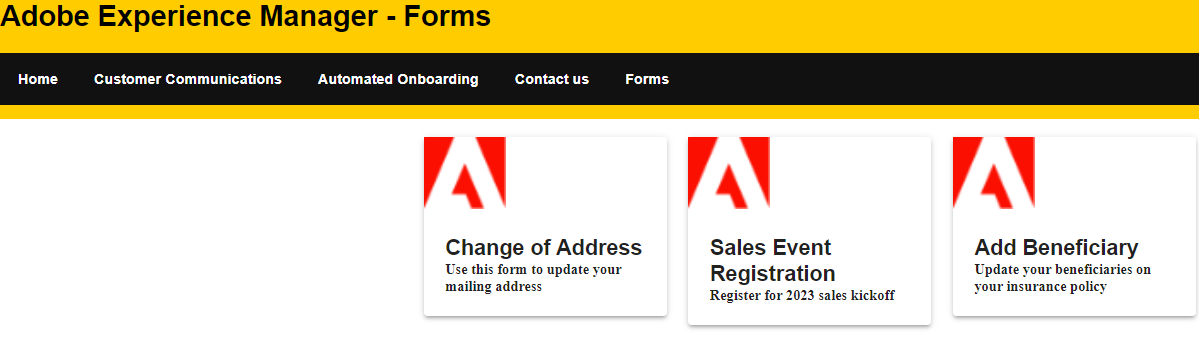 Adobe Experience Manager - Forms
Home Customer Communications Automated Onboarding Contact us Forms
Change of Address
Use this form to update your
mailing address
Sales Event
Registration
Register for 2023 sales kickoff
Add Beneficiary
Update your beneficiaries on
your insurance policy